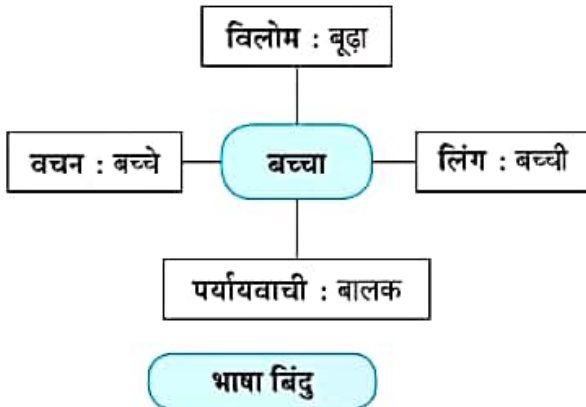 विलोम : बूढ़ा
वचन : बच्चे
बच्चा
लिंग : बच्ची
पर्यायवाची : बालक
भाषा बिंदु